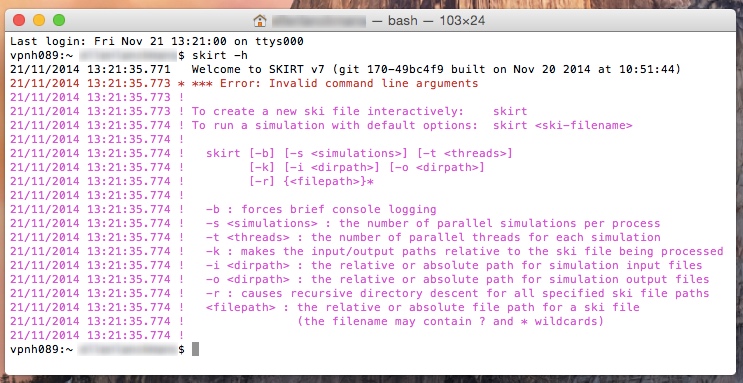 — bash — 103×24
Last login: Fri Nov 21 13:21:00 on ttys000
vpnh089:~ $ skirt -h
21/11/2014 13:21:35.771   Welcome to SKIRT v7 (git 170-49bc4f9 built on Nov 20 2014 at 10:51:44)
21/11/2014 13:21:35.773 * *** Error: Invalid command line arguments
21/11/2014 13:21:35.773 !
21/11/2014 13:21:35.774 ! To create a new ski file interactively:    skirt
21/11/2014 13:21:35.774 ! To run a simulation with default options:  skirt <ski-filename>
21/11/2014 13:21:35.774 !
21/11/2014 13:21:35.774 !   skirt [-b] [-s <simulations>] [-t <threads>]
21/11/2014 13:21:35.774 !         [-k] [-i <dirpath>] [-o <dirpath>]
21/11/2014 13:21:35.774 !         [-r] {<filepath>}*
21/11/2014 13:21:35.774 !
21/11/2014 13:21:35.774 !   -b : forces brief console logging
21/11/2014 13:21:35.774 !   -s <simulations> : the number of parallel simulations per process
21/11/2014 13:21:35.774 !   -t <threads> : the number of parallel threads for each simulation
21/11/2014 13:21:35.774 !   -k : makes the input/output paths relative to the ski file being processed
21/11/2014 13:21:35.774 !   -i <dirpath> : the relative or absolute path for simulation input files
21/11/2014 13:21:35.774 !   -o <dirpath> : the relative or absolute path for simulation output files
21/11/2014 13:21:35.774 !   -r : causes recursive directory descent for all specified ski file paths
21/11/2014 13:21:35.774 !   <filepath> : the relative or absolute file path for a ski file
21/11/2014 13:21:35.774 !                (the filename may contain ? and * wildcards)
21/11/2014 13:21:35.774 !
vpnh089:~ $